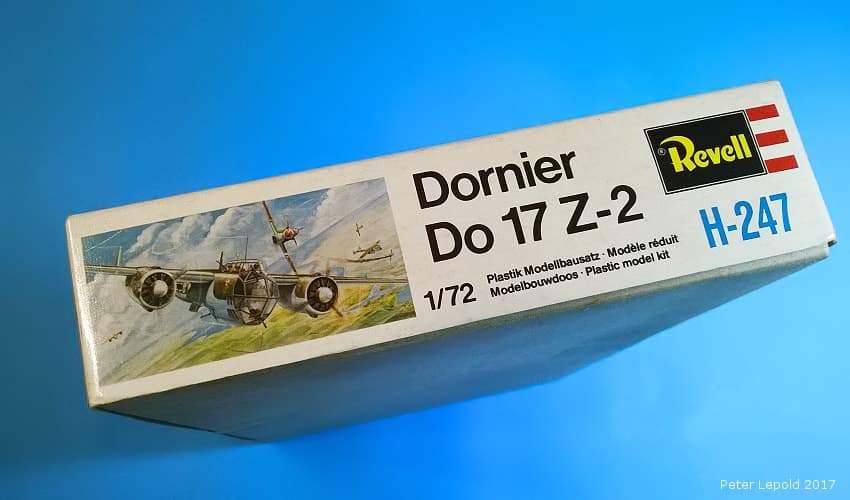 Dornier
Do 17 Z-2
1/72
Plastik Modellbausatz · Modèle réduit
Modelbouwdoos · Plastic model kit
® Revell
H-247
Peter Lepold 2017